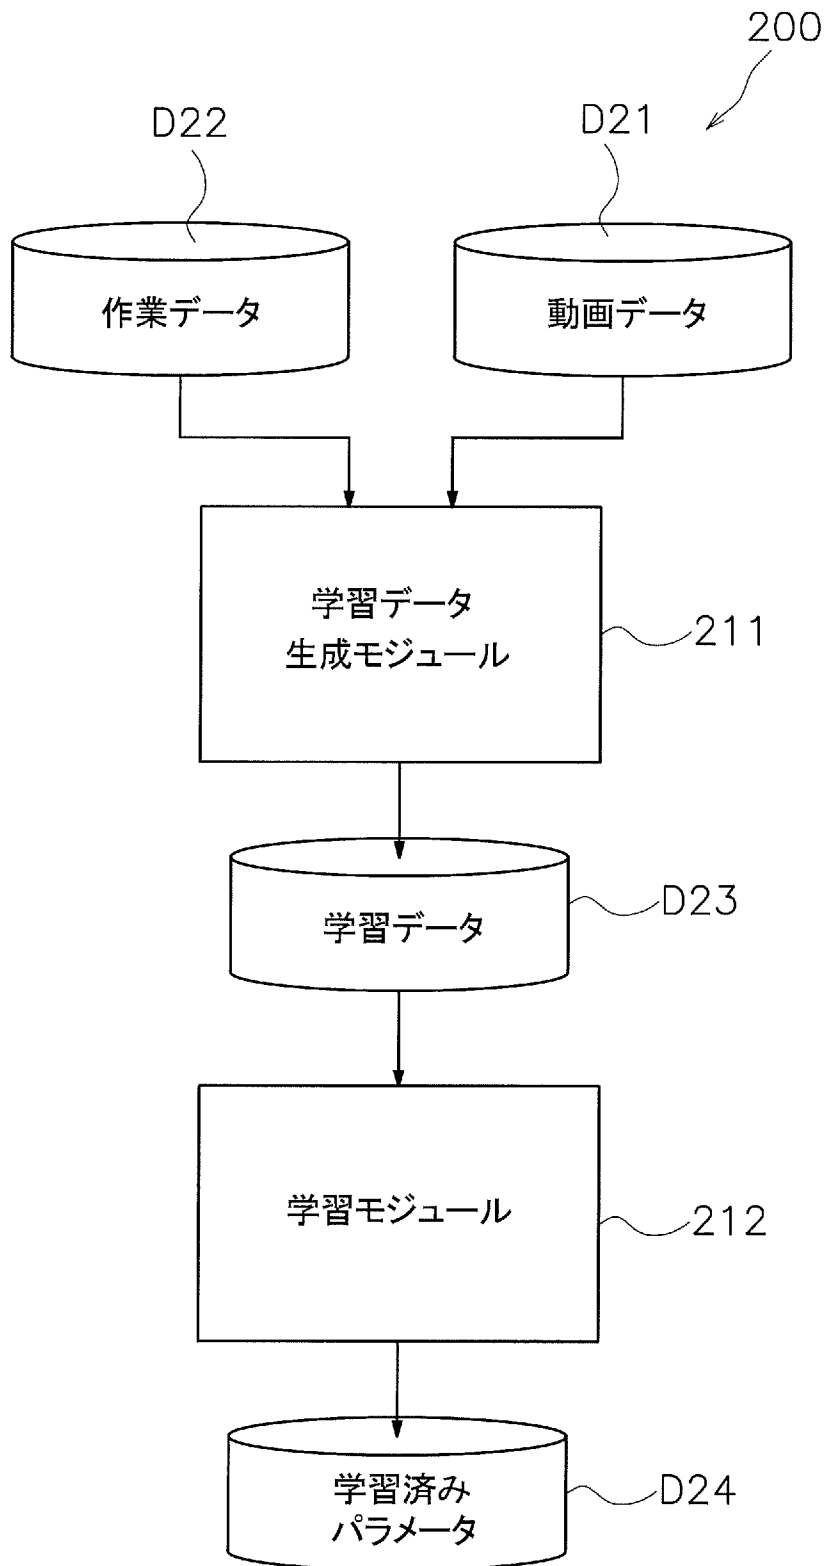 200
D22
D21
作業データ
動画データ
学習データ
生成モジュール
211
学習データ
D23
学習モジュール
212
学習済み
パラメータ
D24